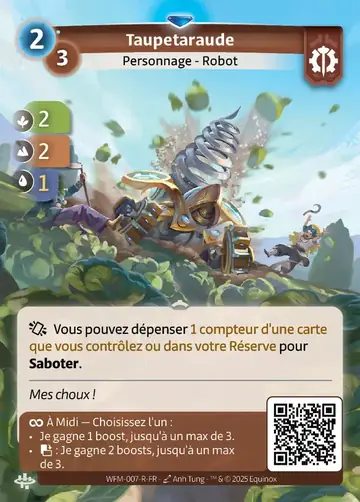 2
3
Taupetaraude
Personnage - Robot
2
2
1
Vous pouvez dépenser 1 compteur d'une carte
que vous contrôlez ou dans votre Réserve pour
Saboter.
Mes choux !
∞ À Midi — Choisissez l'un :
• Je gagne 1 boost, jusqu'à un max de 3.
• : Je gagne 2 boosts, jusqu'à un max
de 3.
WFM-007-R-FR - Anh Tung - ™ & © 2025 Equinox